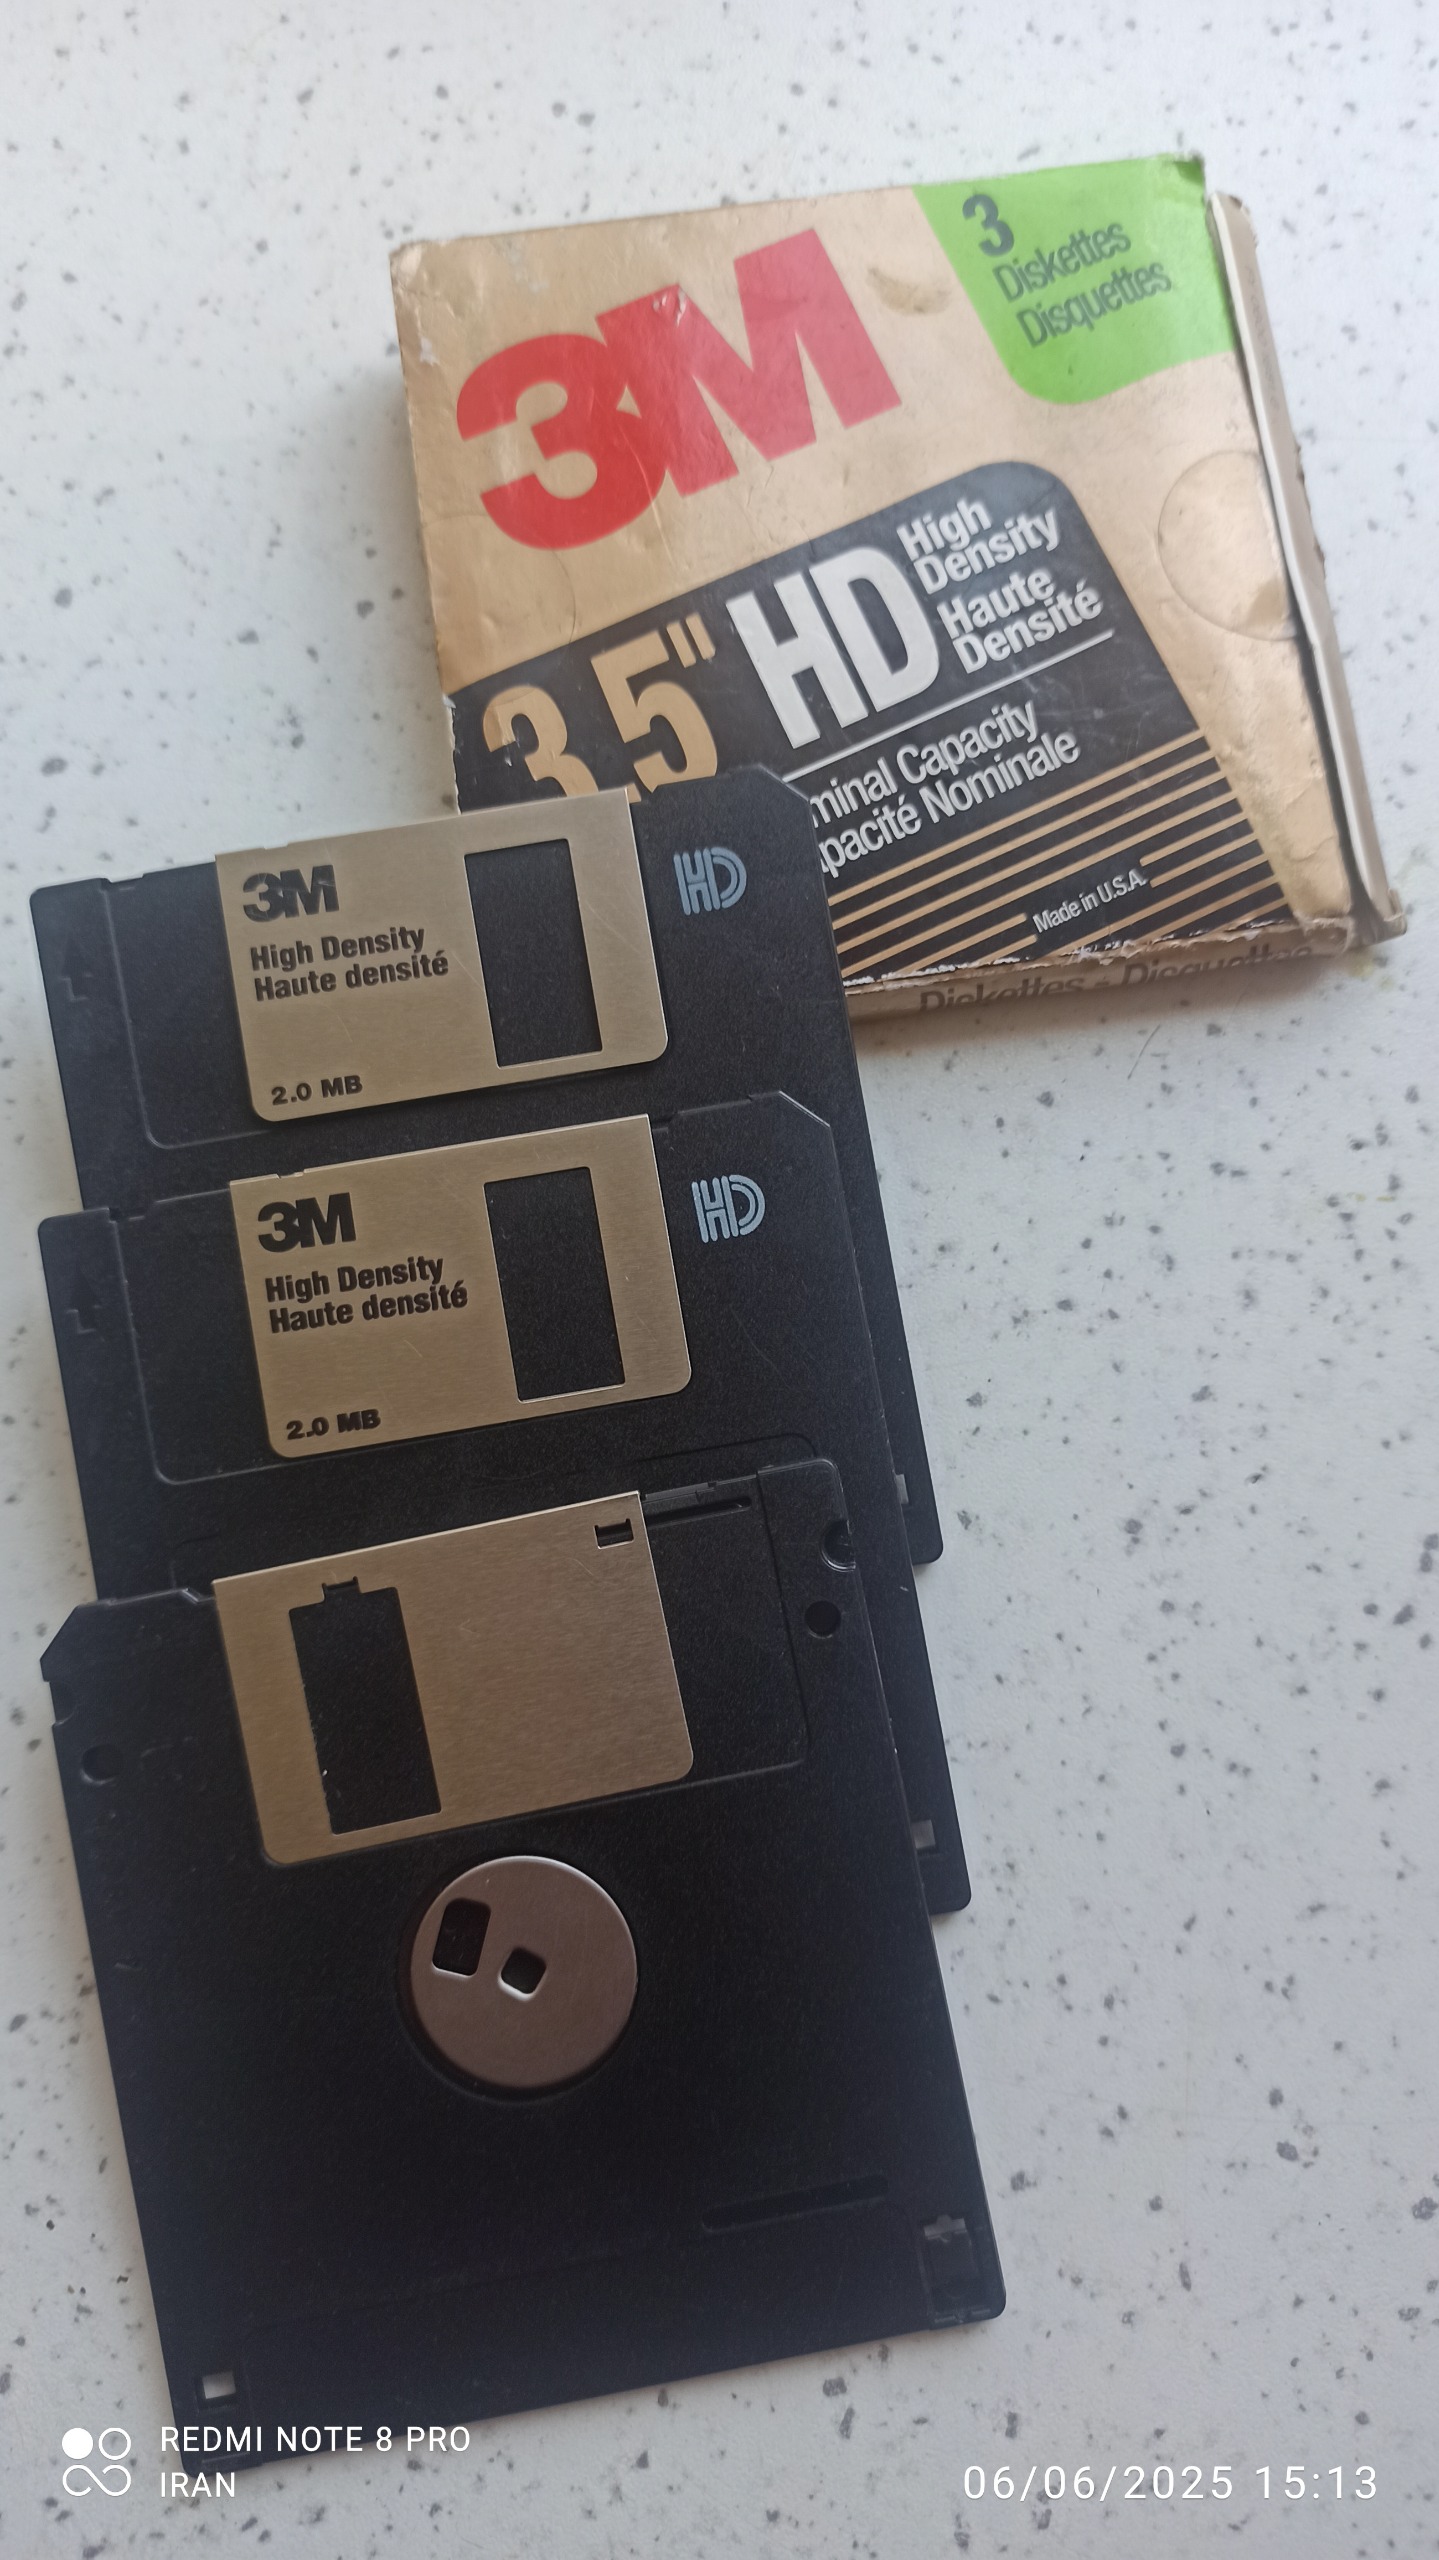 3M
3
Diskettes
Disquettes
3.5" HD
High
Density
Haute
Densité
Capacity
Nominale
Made in U.S.A.
Diskettes - Disquettes
3M
High Density
Haute densité
2.0 MB
HD
3M
High Density
Haute densité
2.0 MB
HD
REDMI NOTE 8 PRO
IRAN
06/06/2025 15:13